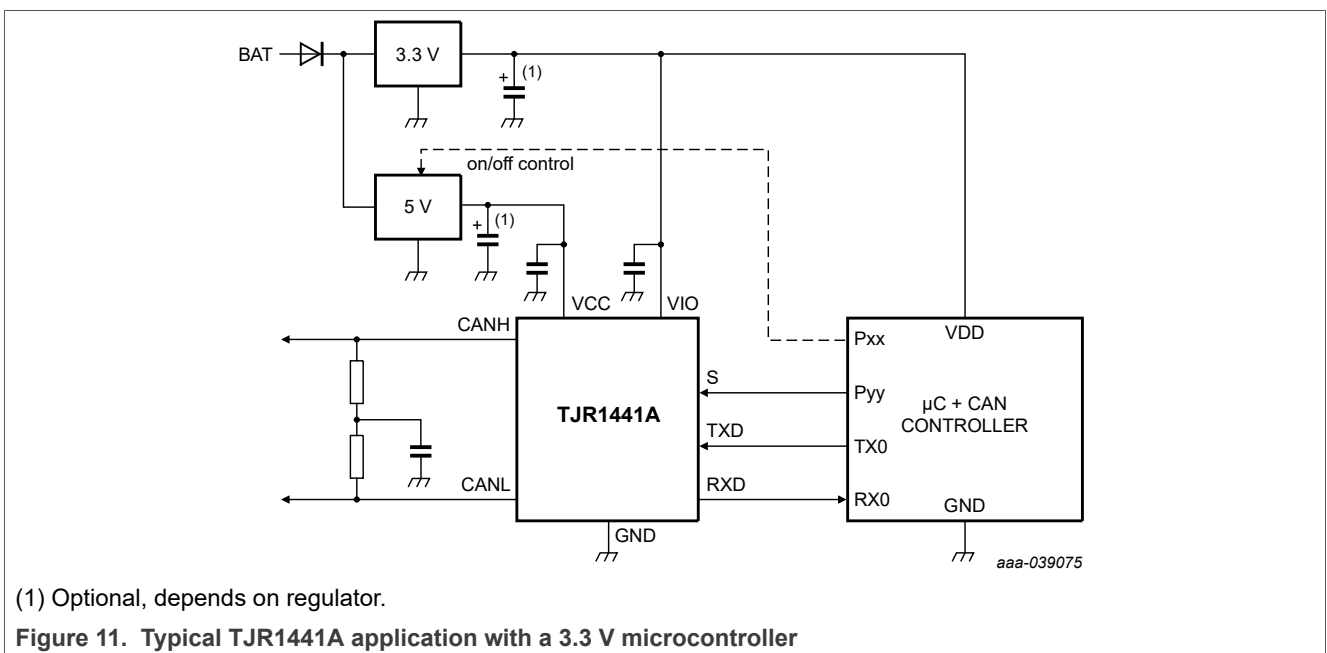 BAT
3.3 V
+
(1)
on/off control
5 V
+
(1)
VCC
VIO
CANH
CANL
TJR1441A
GND
S
TXD
RXD
Pxx
VDD
Pyy
µC + CAN
CONTROLLER
TX0
RX0
GND
aaa-039075
(1) Optional, depends on regulator.
Figure 11. Typical TJR1441A application with a 3.3 V microcontroller